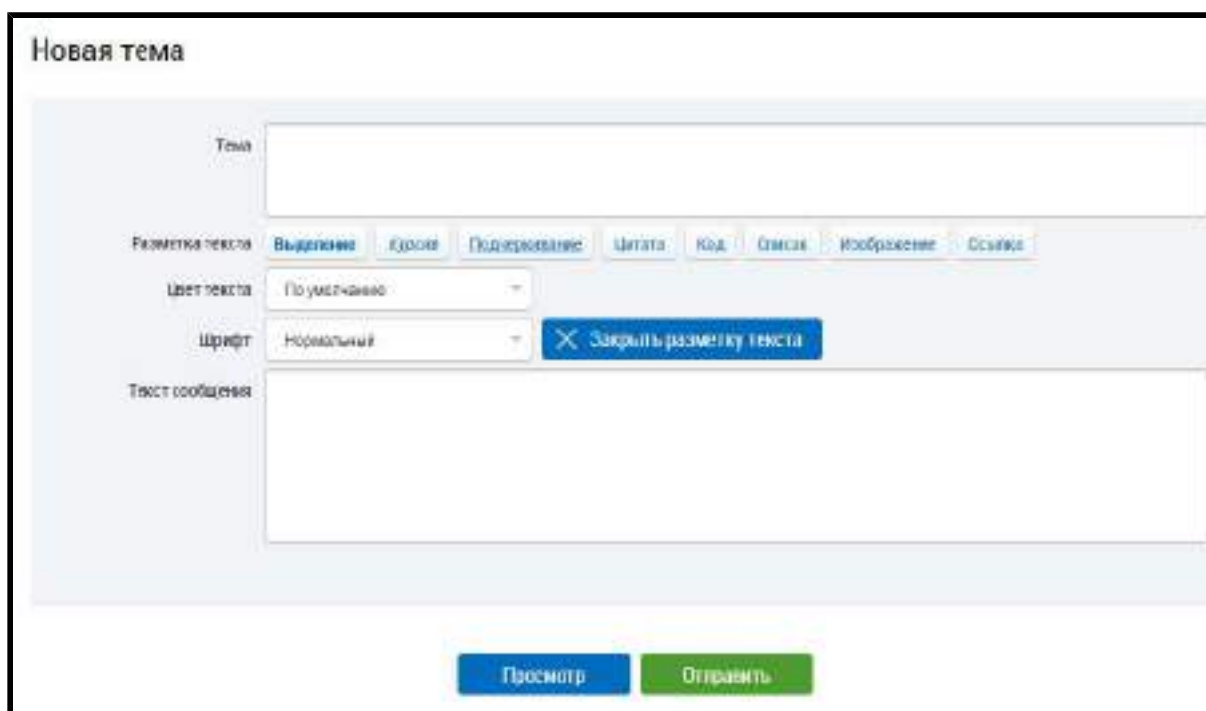 Новая тема
Тема
Разметка текста Выделение Курсив Подчеркивание Цитата Код Список Изображение Ссылка
Цвет текста По умолчанию
Шрифт Нормальный Закрыть разметку текста
Текст сообщения
Просмотр Отправить